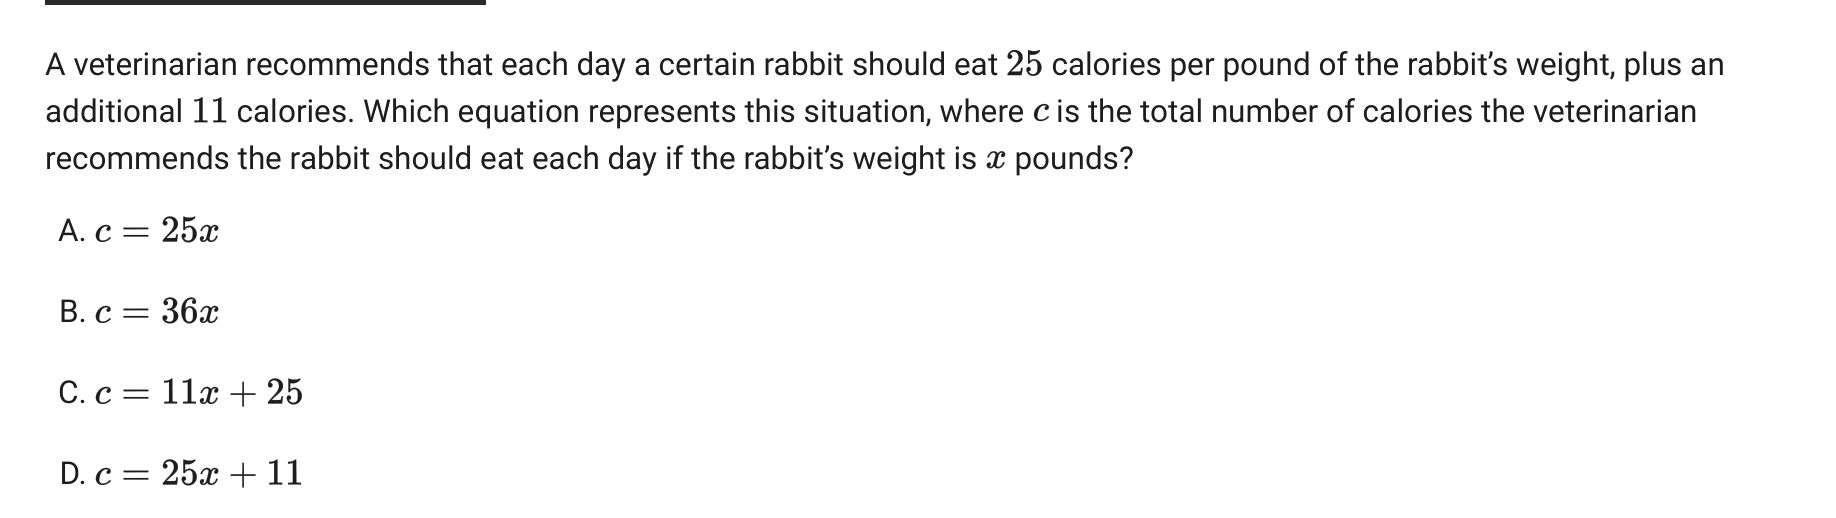 A veterinarian recommends that each day a certain rabbit should eat 25 calories per pound of the rabbit’s weight, plus an
additional 11 calories. Which equation represents this situation, where c is the total number of calories the veterinarian
recommends the rabbit should eat each day if the rabbit’s weight is x pounds?
A. c = 25x
B. c = 36x
C. c = 11x + 25
D. c = 25x + 11